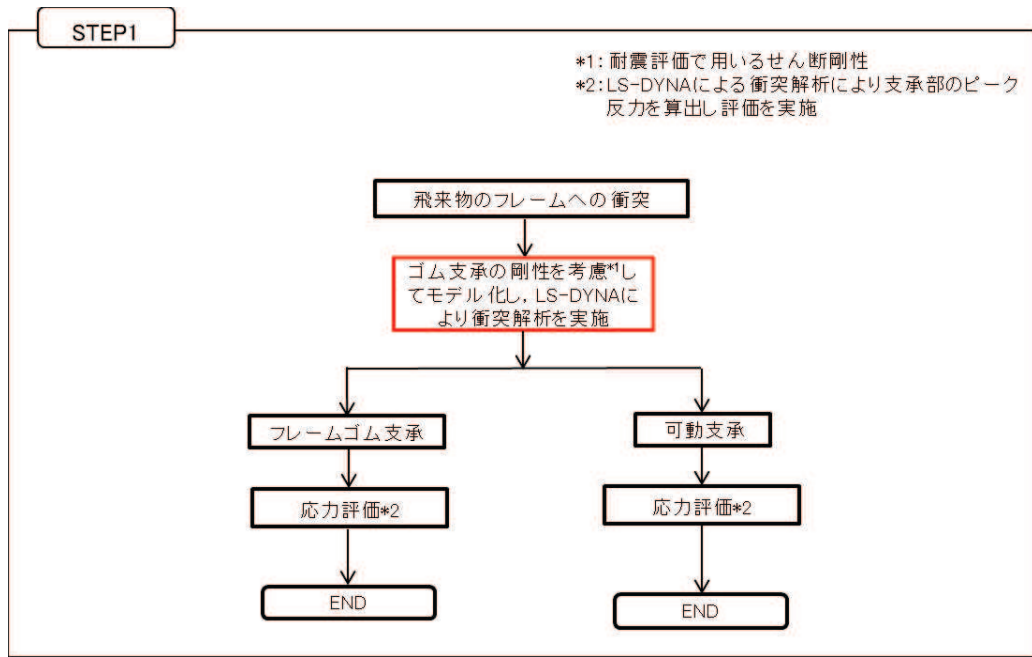 STEP1
*1: 耐震評価で用いるせん断剛性
*2:LS-DYNAによる衝突解析により支承部のピーク
反力を算出し評価を実施
飛来物のフレームへの衝突
ゴム支承の剛性を考慮*1し
てモデル化し，LS-DYNAに
より衝突解析を実施
フレームゴム支承
可動支承
応力評価*2
応力評価*2
END
END